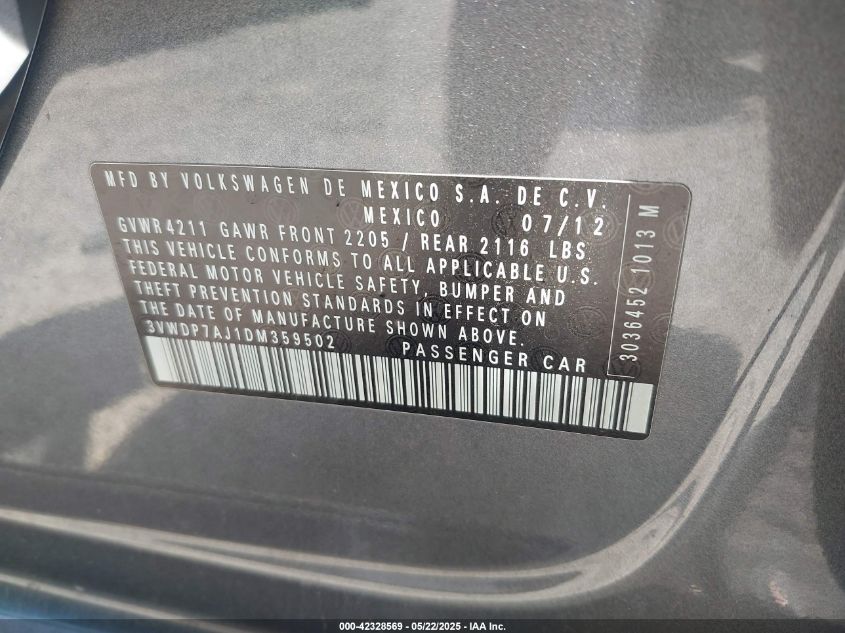 MFD BY VOLKSWAGEN DE MEXICO S.A. DE C.V.
MEXICO 07/12
GVWR 4211 GAWR FRONT 2205 / REAR 2116 LBS
THIS VEHICLE CONFORMS TO ALL APPLICABLE U.S.
FEDERAL MOTOR VEHICLE SAFETY, BUMPER AND
THEFT PREVENTION STANDARDS IN EFFECT ON
THE DATE OF MANUFACTURE SHOWN ABOVE.
3VWDP7AJ1DM359502 PASSENGER CAR
3036452 1013 M
000-42328569 - 05/22/2025 - IAA Inc.